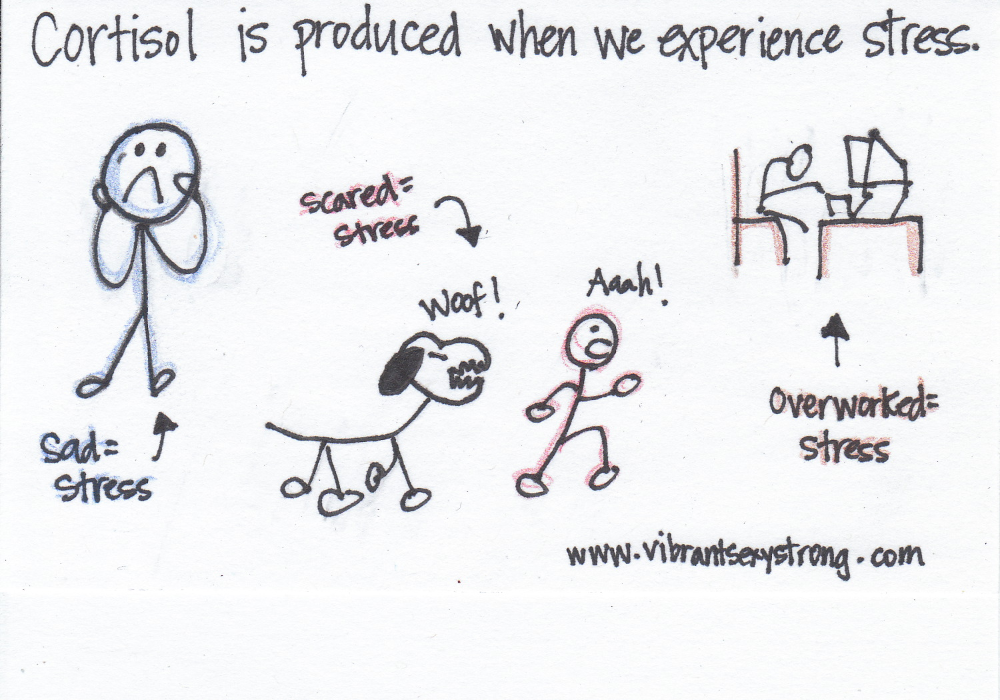 Cortisol is produced when we experience stress.
Scared=
stress
Woof!
Aaah!
Sad=
stress
Overworked=
stress
www.vibrantsexystrong.com